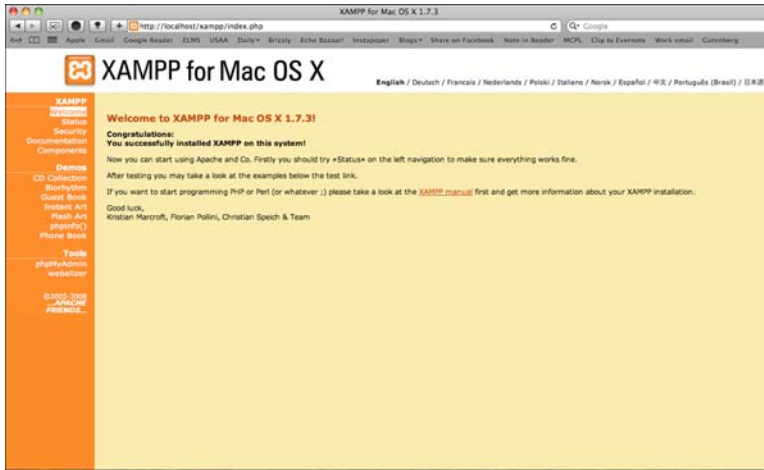 XAMPP for Mac OS X 1.7.3
http://localhost/xampp/index.php
Google
Apple Gmail Google Reader ELMS USAA Daily Brizzly Echo Bazaar! Instapaper Blogs Share on Facebook Note in Reader MCPL Clip to Evernote Work email Gutenberg
XAMPP for Mac OS X
English / Deutsch / Francais / Nederlands / Polski / Italiano / Norsk / Español / 中文 / Português (Brasil) / 日本語
XAMPP
Welcome
Status
Security
Documentation
Components
Demos
CD Collection
Biorhythm
Guest Book
Instant Art
Flash Art
phpinfo()
Phone Book
Tools
phpMyAdmin
webalizer
©2002-2008
...APACHE
FRIENDS...
Welcome to XAMPP for Mac OS X 1.7.3!
Congratulations:
You successfully installed XAMPP on this system!
Now you can start using Apache and Co. Firstly you should try »Status« on the left navigation to make sure everything works fine.
After testing you may take a look at the examples below the test link.
If you want to start programming PHP or Perl (or whatever ;) please take a look at the XAMPP manual first and get more information about your XAMPP installation.
Good luck,
Kristian Marcroft, Florian Pollini, Christian Speich & Team